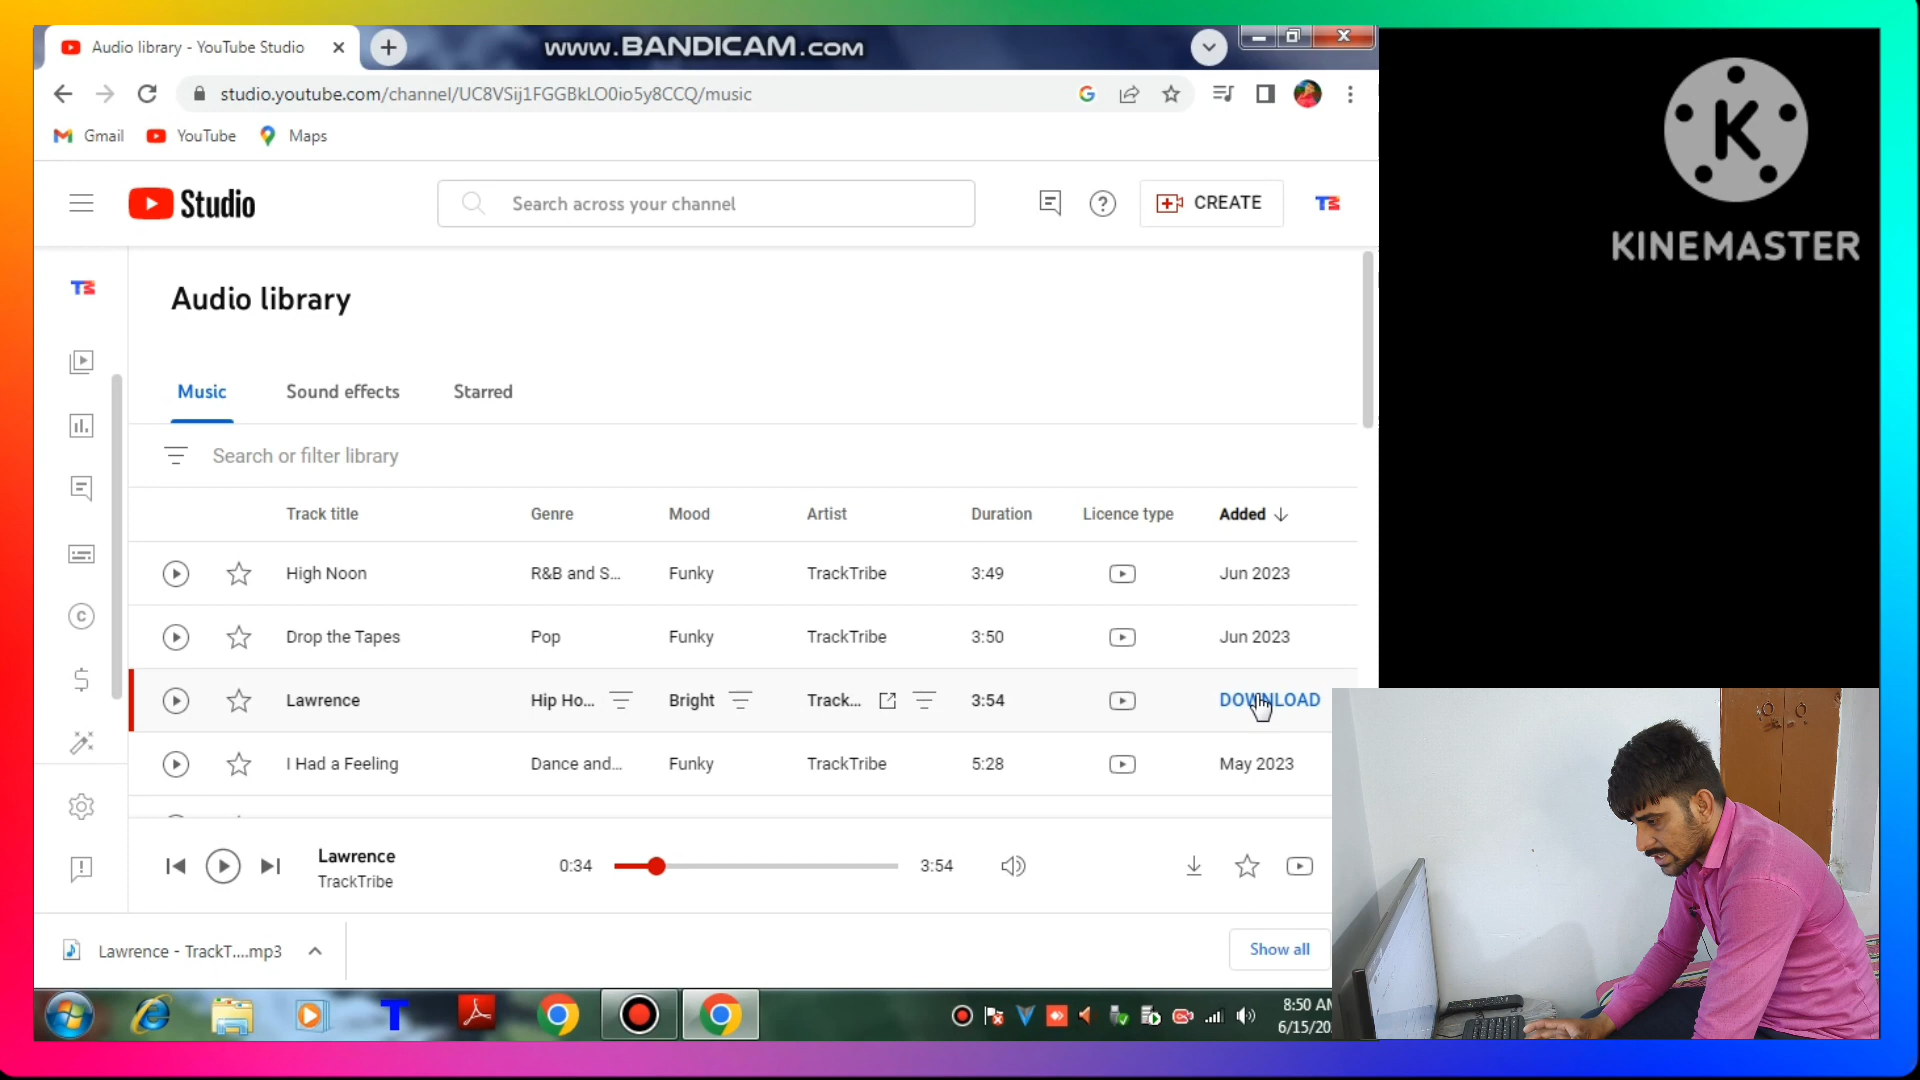 Audio library - YouTube Studio
www.BANDICAM.com
studio.youtube.com/channel/UC8VSij1FGGBkLO0io5y8CCQ/music
Gmail YouTube Maps
Studio
Search across your channel
CREATE
TS
K
KINEMASTER
TS
Audio library
Music Sound effects Starred
Search or filter library
Track title Genre Mood Artist Duration Licence type Added
High Noon R&B and S... Funky TrackTribe 3:49 Jun 2023
Drop the Tapes Pop Funky TrackTribe 3:50 Jun 2023
Lawrence Hip Ho... Bright Track... 3:54 DOWNLOAD
I Had a Feeling Dance and... Funky TrackTribe 5:28 May 2023
Lawrence
TrackTribe
0:34 3:54
Lawrence - TrackT....mp3
Show all
8:50 AM
6/15/20